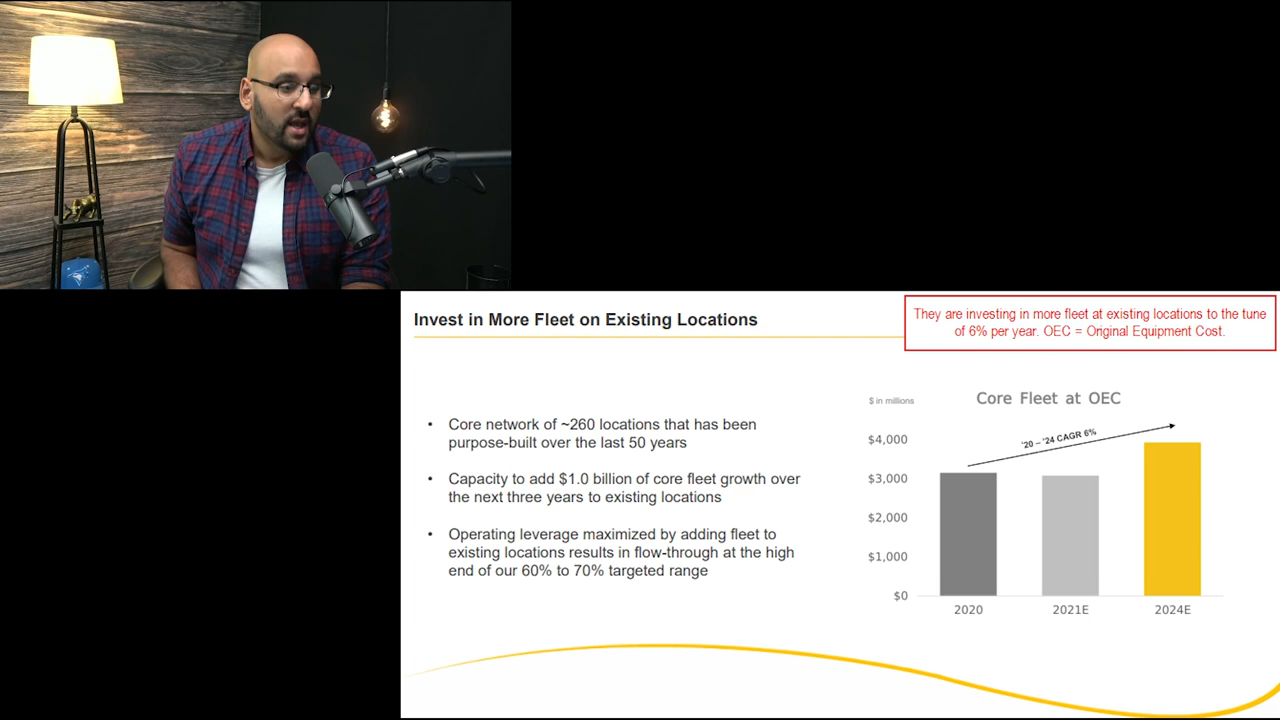 Invest in More Fleet on Existing Locations
They are investing in more fleet at existing locations to the tune
of 6% per year. OEC = Original Equipment Cost.
• Core network of ~260 locations that has been
purpose-built over the last 50 years
• Capacity to add $1.0 billion of core fleet growth over
the next three years to existing locations
• Operating leverage maximized by adding fleet to
existing locations results in flow-through at the high
end of our 60% to 70% targeted range
$ in millions
Core Fleet at OEC
'20 – '24 CAGR 6%
$4,000
$3,000
$2,000
$1,000
$0
2020
2021E
2024E